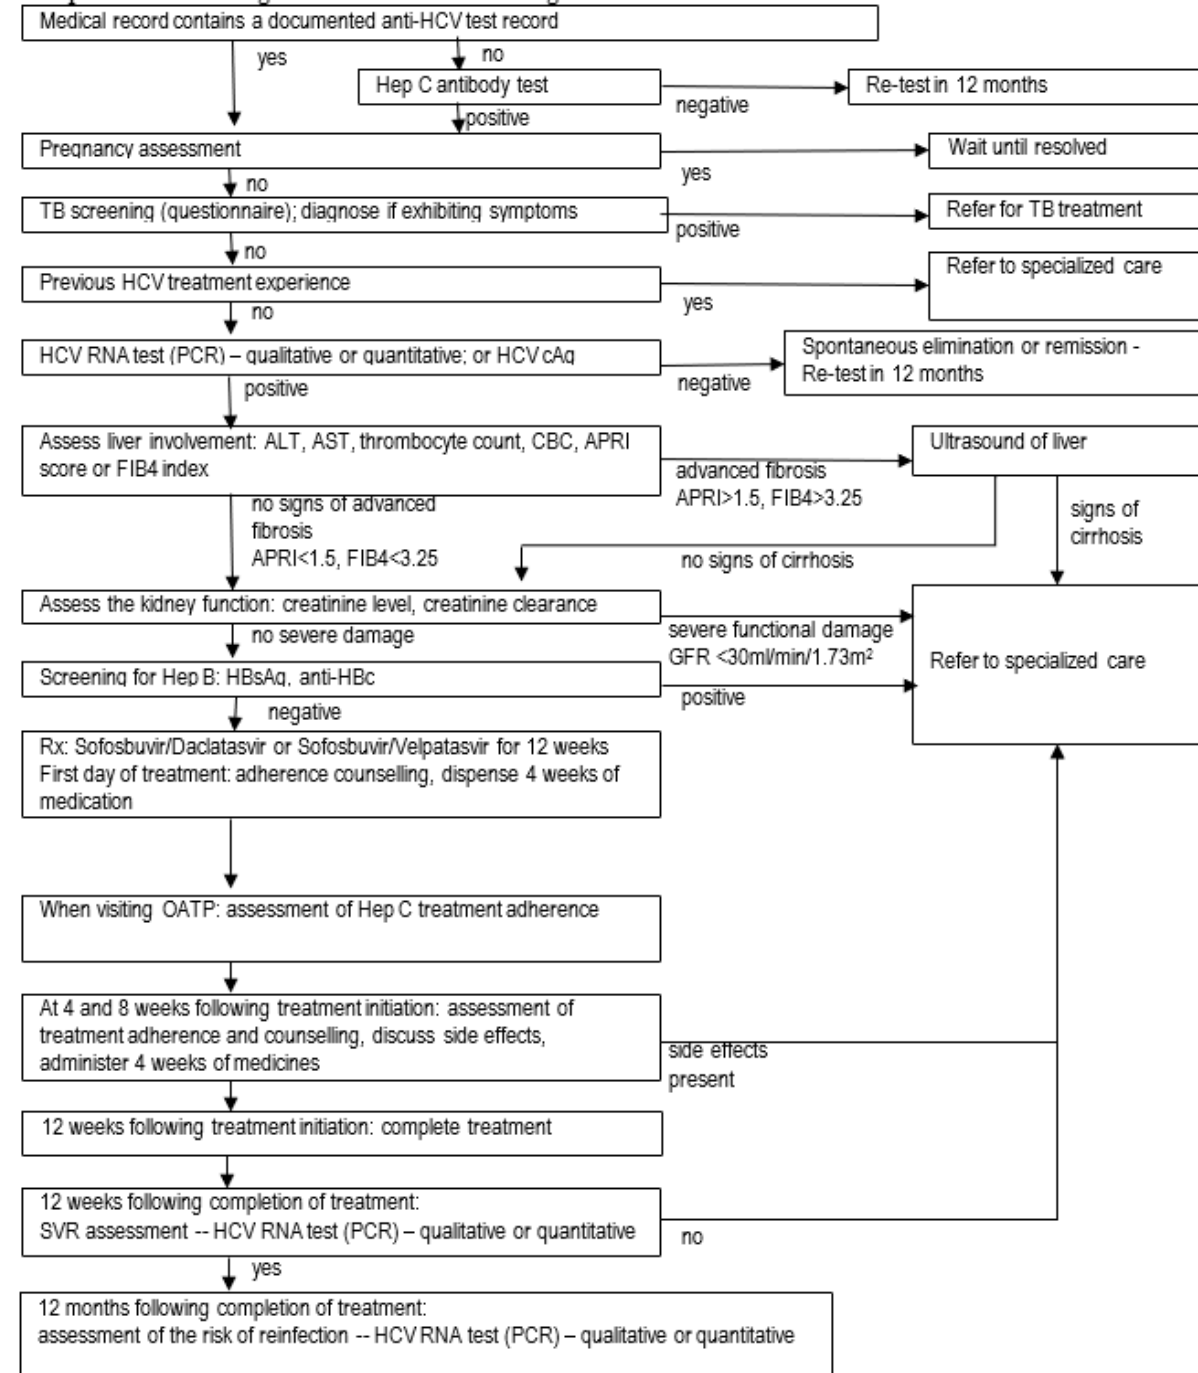 Medical record contains a documented anti-HCV test record
yes
no
Hep C antibody test
negative
Re-test in 12 months
positive
Pregnancy assessment
yes
Wait until resolved
no
TB screening (questionnaire); diagnose if exhibiting symptoms
positive
Refer for TB treatment
no
Previous HCV treatment experience
yes
Refer to specialized care
no
HCV RNA test (PCR) – qualitative or quantitative; or HCV cAg
negative
Spontaneous elimination or remission -
Re-test in 12 months
positive
Assess liver involvement: ALT, AST, thrombocyte count, CBC, APRI
score or FIB4 index
advanced fibrosis
APRI>1.5, FIB4>3.25
Ultrasound of liver
no signs of advanced
fibrosis
APRI<1.5, FIB4<3.25
no signs of cirrhosis
signs of
cirrhosis
Assess the kidney function: creatinine level, creatinine clearance
severe functional damage
GFR <30ml/min/1.73m²
Refer to specialized care
no severe damage
Screening for Hep B: HBsAg, anti-HBc
positive
negative
Rx: Sofosbuvir/Daclatasvir or Sofosbuvir/Velpatasvir for 12 weeks
First day of treatment: adherence counselling, dispense 4 weeks of
medication
When visiting OATP: assessment of Hep C treatment adherence
At 4 and 8 weeks following treatment initiation: assessment of
treatment adherence and counselling, discuss side effects,
administer 4 weeks of medicines
side effects
present
12 weeks following treatment initiation: complete treatment
12 weeks following completion of treatment:
SVR assessment -- HCV RNA test (PCR) – qualitative or quantitative
no
yes
12 months following completion of treatment:
assessment of the risk of reinfection -- HCV RNA test (PCR) – qualitative or quantitative